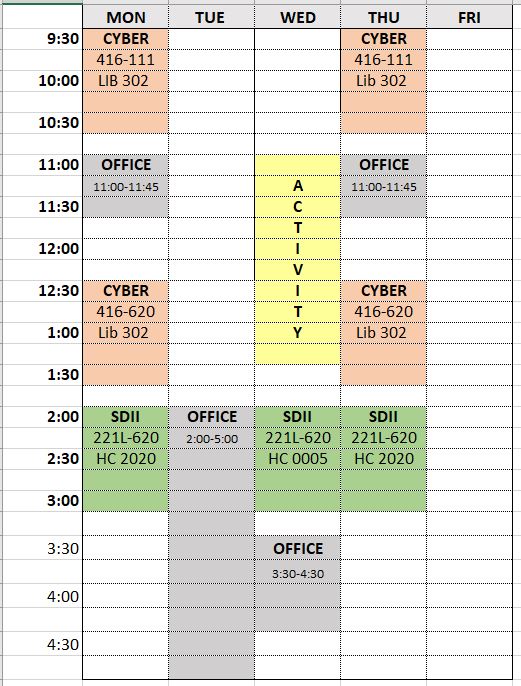 MON TUE WED THU FRI
9:30 CYBER CYBER
416-111 416-111
10:00 LIB 302 Lib 302
10:30
11:00 OFFICE OFFICE
11:00-11:45 A 11:00-11:45
11:30 C
T
12:00 I
V
12:30 CYBER I CYBER
416-620 T 416-620
1:00 Lib 302 Y Lib 302
1:30
2:00 SDII OFFICE SDII SDII
221L-620 2:00-5:00 221L-620 221L-620
2:30 HC 2020 HC 0005 HC 2020
3:00
3:30 OFFICE
3:30-4:30
4:00
4:30